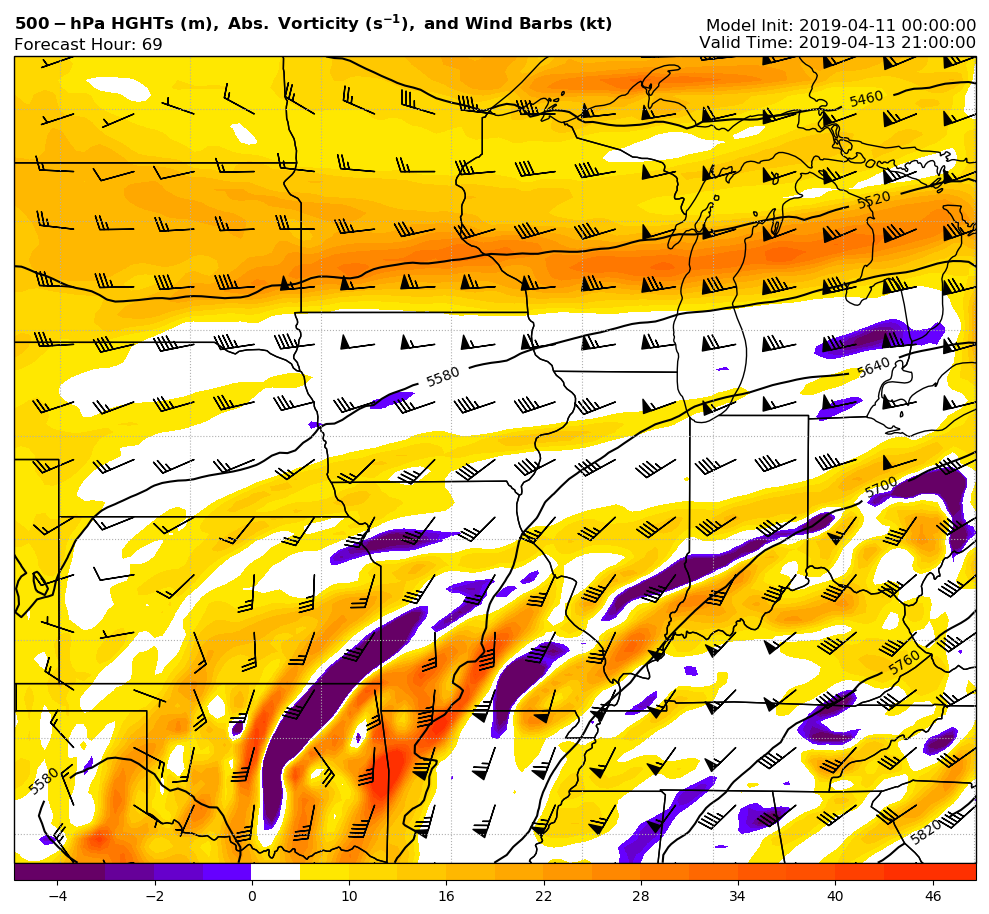 500 – hPa HGHTs (m), Abs. Vorticity (s⁻¹), and Wind Barbs (kt)
Forecast Hour: 69
Model Init: 2019-04-11 00:00:00
Valid Time: 2019-04-13 21:00:00
5460
5520
5580
5640
5700
5760
5580
5820
−4 −2 0 10 16 22 28 34 40 46